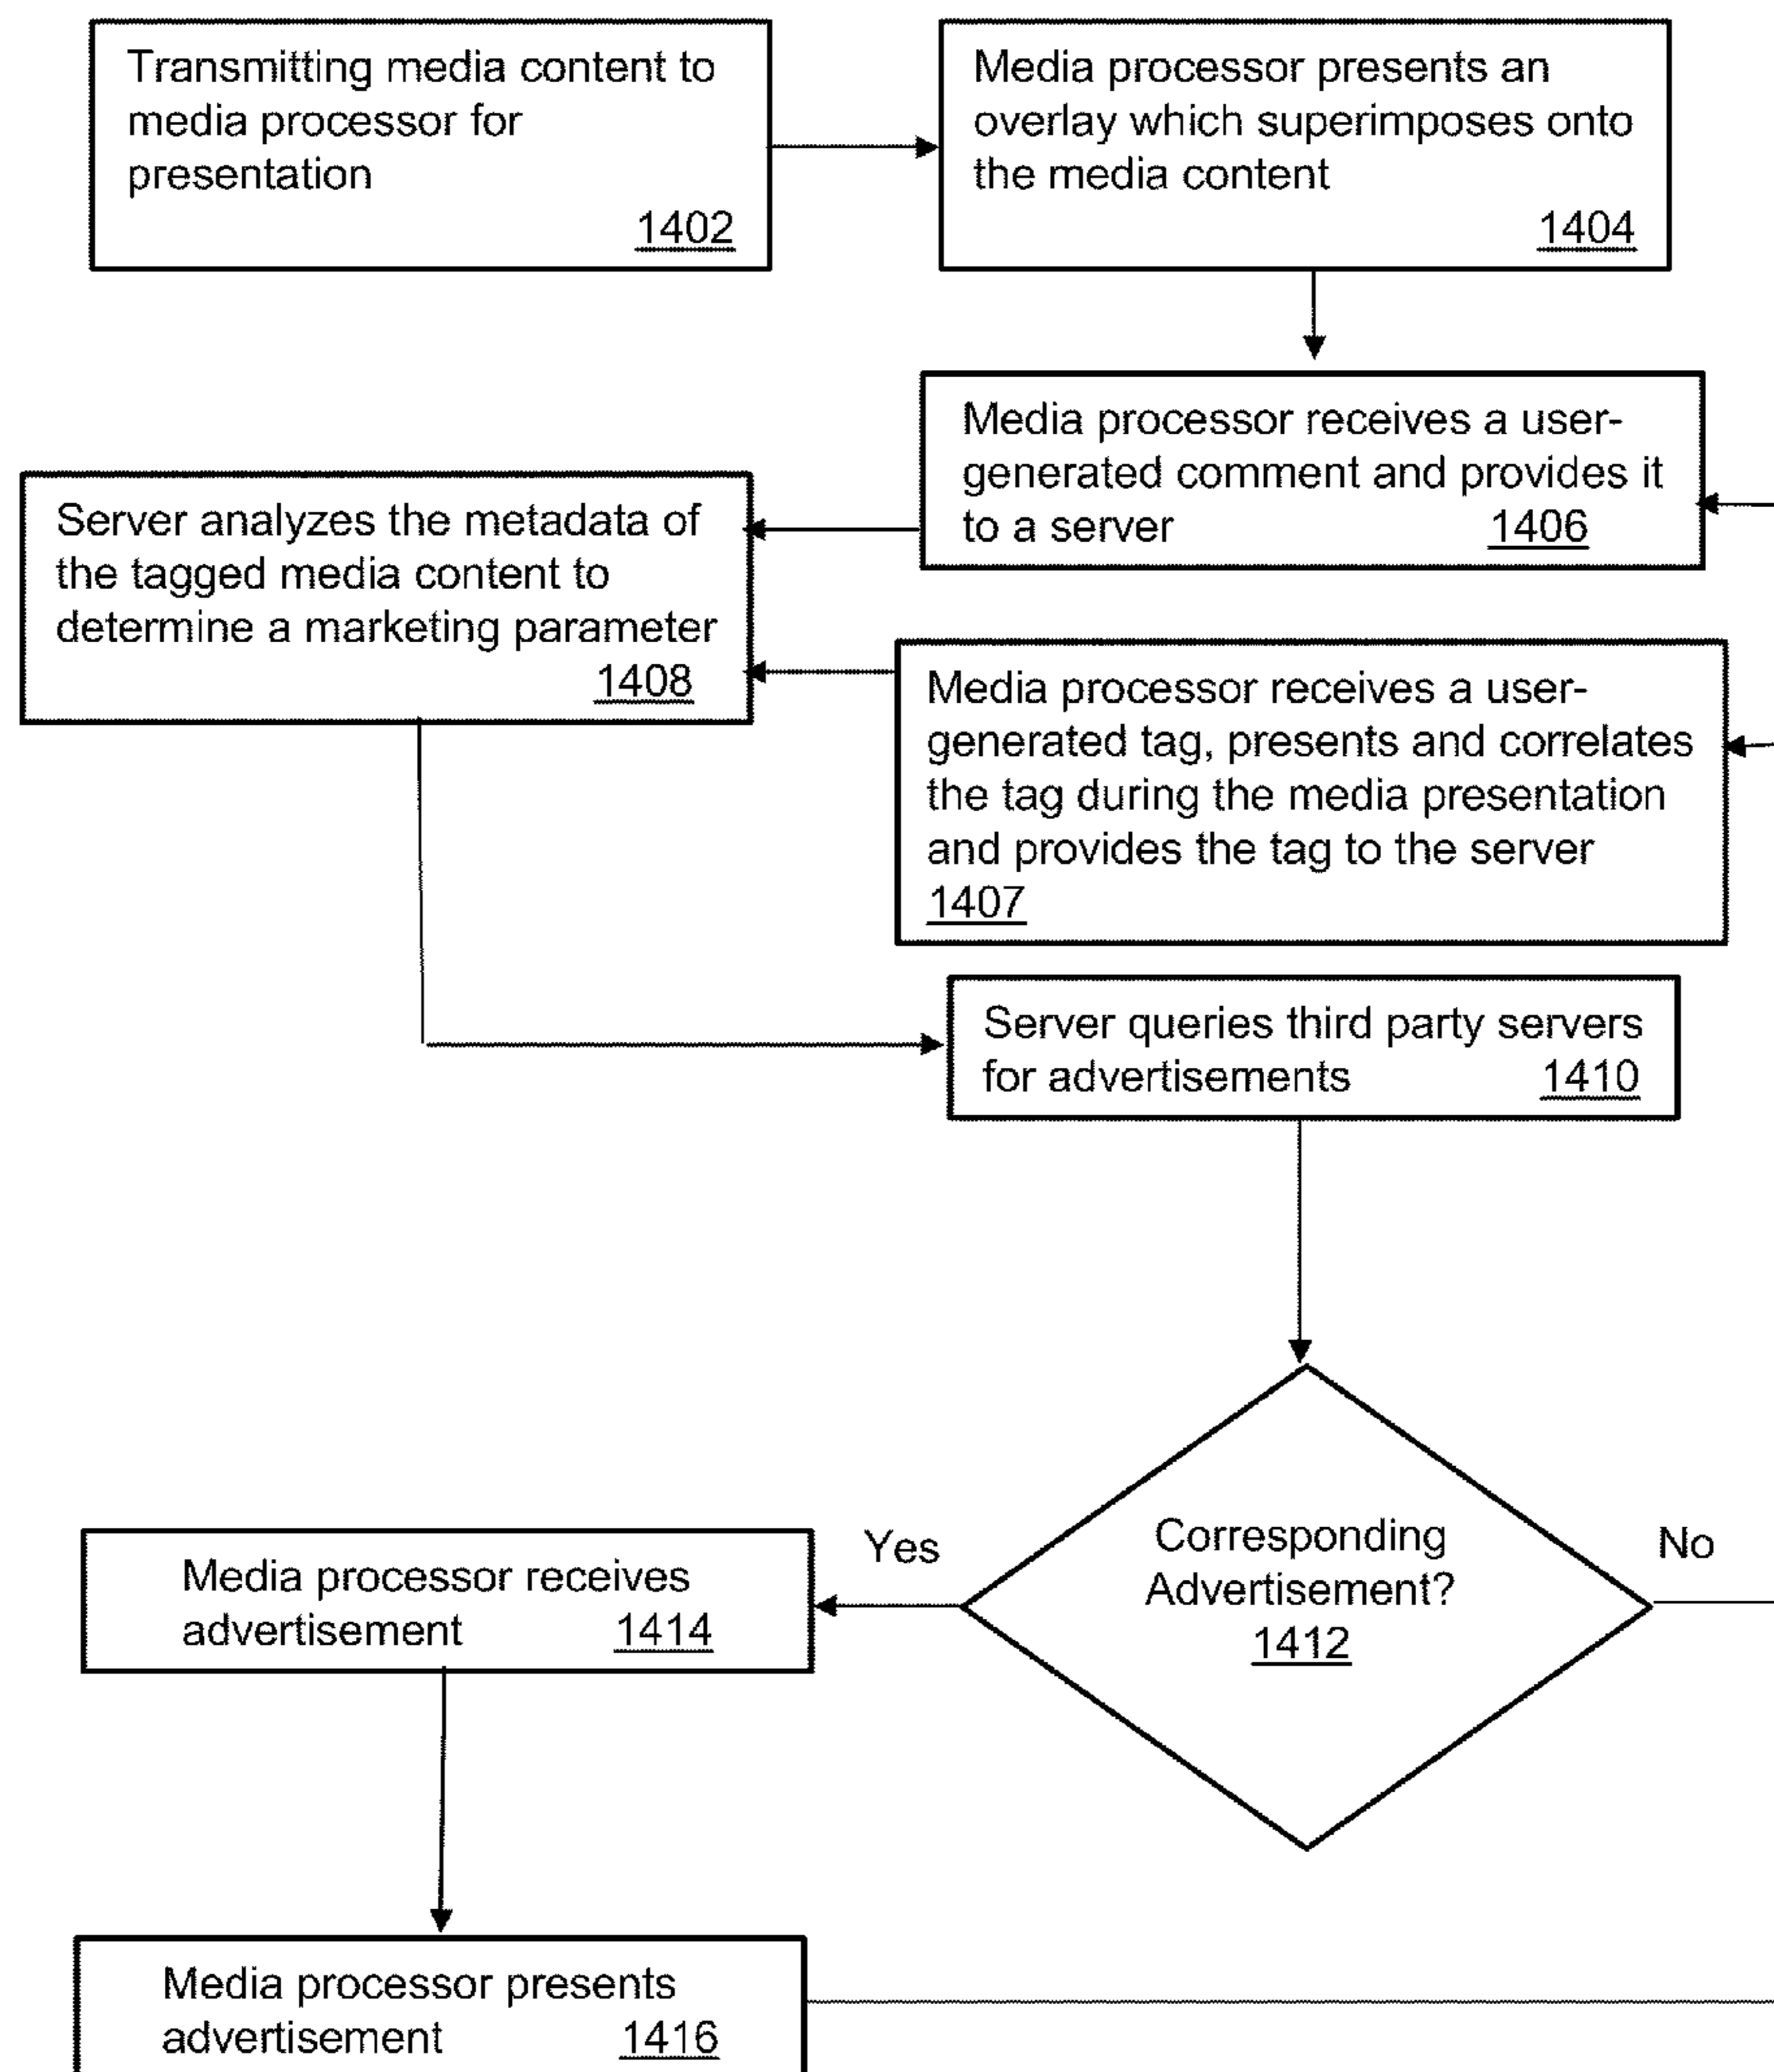 Transmitting media content to
media processor for
presentation
1402
Media processor presents an
overlay which superimposes onto
the media content
1404
Media processor receives a user-
generated comment and provides it
to a server 1406
Server analyzes the metadata of
the tagged media content to
determine a marketing parameter
1408
Media processor receives a user-
generated tag, presents and correlates
the tag during the media presentation
and provides the tag to the server
1407
Server queries third party servers
for advertisements 1410
Corresponding
Advertisement?
1412
Yes
No
Media processor receives
advertisement 1414
Media processor presents
advertisement 1416